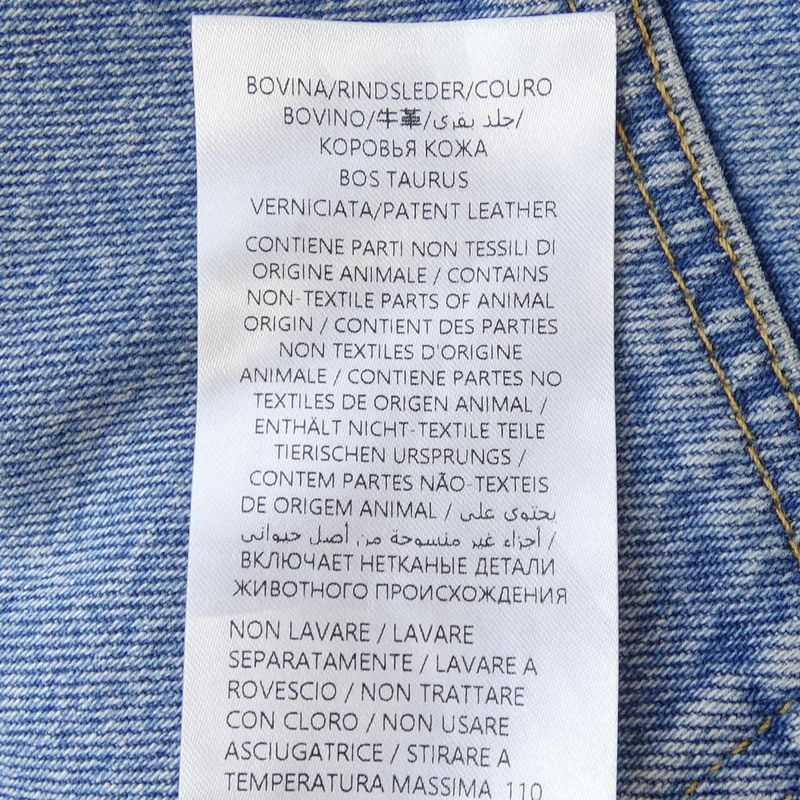 BOVINA/RINDSLEDER/COURO
BOVINO/牛革/جلد بقري/
КОРОВЬЯ КОЖА
BOS TAURUS
VERNICIATA/PATENT LEATHER
CONTIENE PARTI NON TESSILI DI
ORIGINE ANIMALE / CONTAINS
NON-TEXTILE PARTS OF ANIMAL
ORIGIN / CONTIENT DES PARTIES
NON TEXTILES D'ORIGINE
ANIMALE / CONTIENE PARTES NO
TEXTILES DE ORIGEN ANIMAL /
ENTHÄLT NICHT-TEXTILE TEILE
TIERISCHEN URSPRUNGS /
CONTEM PARTES NÃO-TEXTEIS
DE ORIGEM ANIMAL / يحتوي على
أجزاء غير منسوجة من أصل حيواني /
ВКЛЮЧАЕТ НЕТКАНЫЕ ДЕТАЛИ
ЖИВОТНОГО ПРОИСХОЖДЕНИЯ
NON LAVARE / LAVARE
SEPARATAMENTE / LAVARE A
ROVESCIO / NON TRATTARE
CON CLORO / NON USARE
ASCIUGATRICE / STIRARE A
TEMPERATURA MASSIMA 110